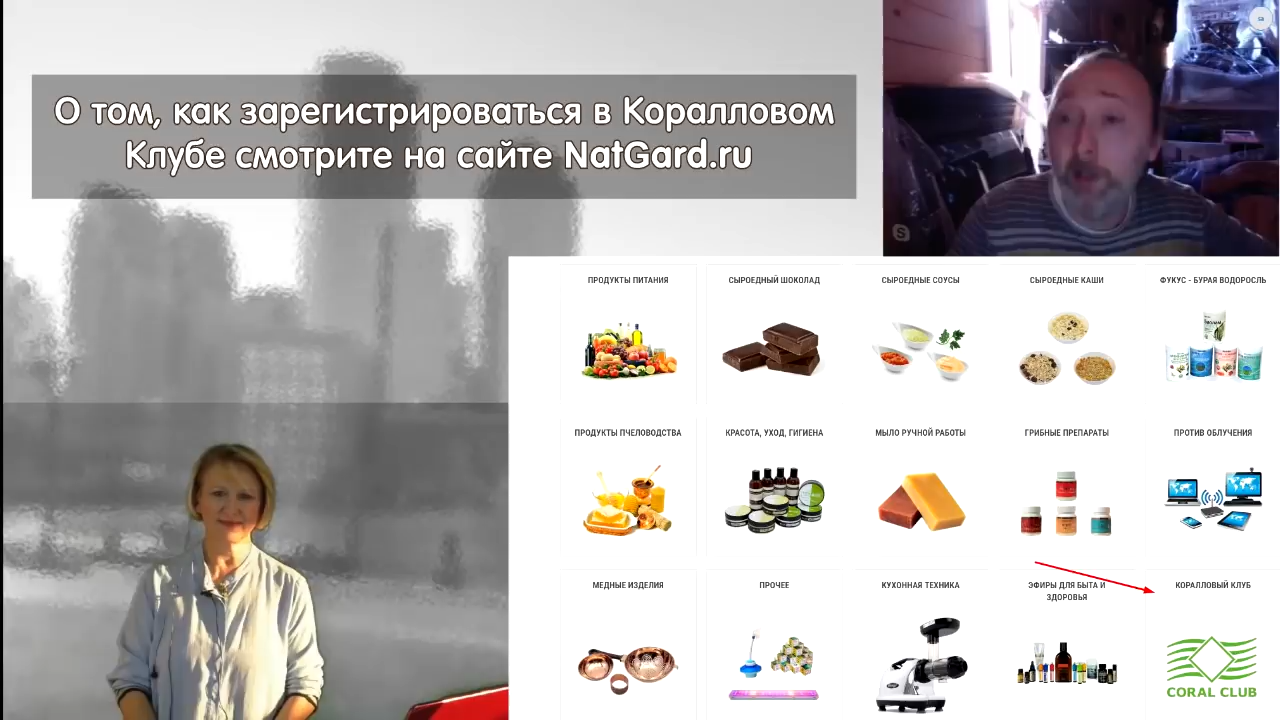 О том, как зарегистрироваться в Коралловом
Клубе смотрите на сайте NatGard.ru
ПРОДУКТЫ ПИТАНИЯ
СЫРОЕДНЫЙ ШОКОЛАД
СЫРОЕДНЫЕ СОУСЫ
СЫРОЕДНЫЕ КАШИ
ФУКУС - БУРАЯ ВОДОРОСЛЬ
ПРОДУКТЫ ПЧЕЛОВОДСТВА
КРАСОТА, УХОД, ГИГИЕНА
МЫЛО РУЧНОЙ РАБОТЫ
ГРИБНЫЕ ПРЕПАРАТЫ
ПРОТИВ ОБЛУЧЕНИЯ
МЕДНЫЕ ИЗДЕЛИЯ
ПРОЧЕЕ
КУХОННАЯ ТЕХНИКА
ЭФИРЫ ДЛЯ БЫТА И
ЗДОРОВЬЯ
КОРАЛЛОВЫЙ КЛУБ
CORAL CLUB